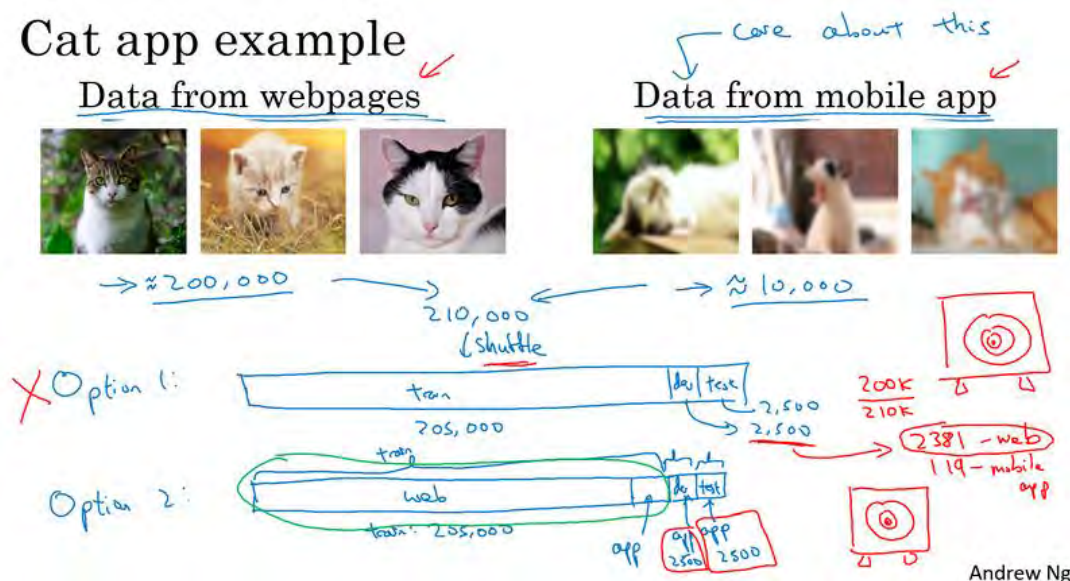 Cat app example
care about this
Data from webpages
Data from mobile app
→ ≈200,000
→ ≈ 10,000
210,000
↓ shuffle
X Option 1:
train
dev
test
2,500
2,500
205,000
200K
210K
2381 - web
119 - mobile
app
train
Option 2:
web
dev
test
train: 205,000
app
app
2500
app
2500
Andrew Ng